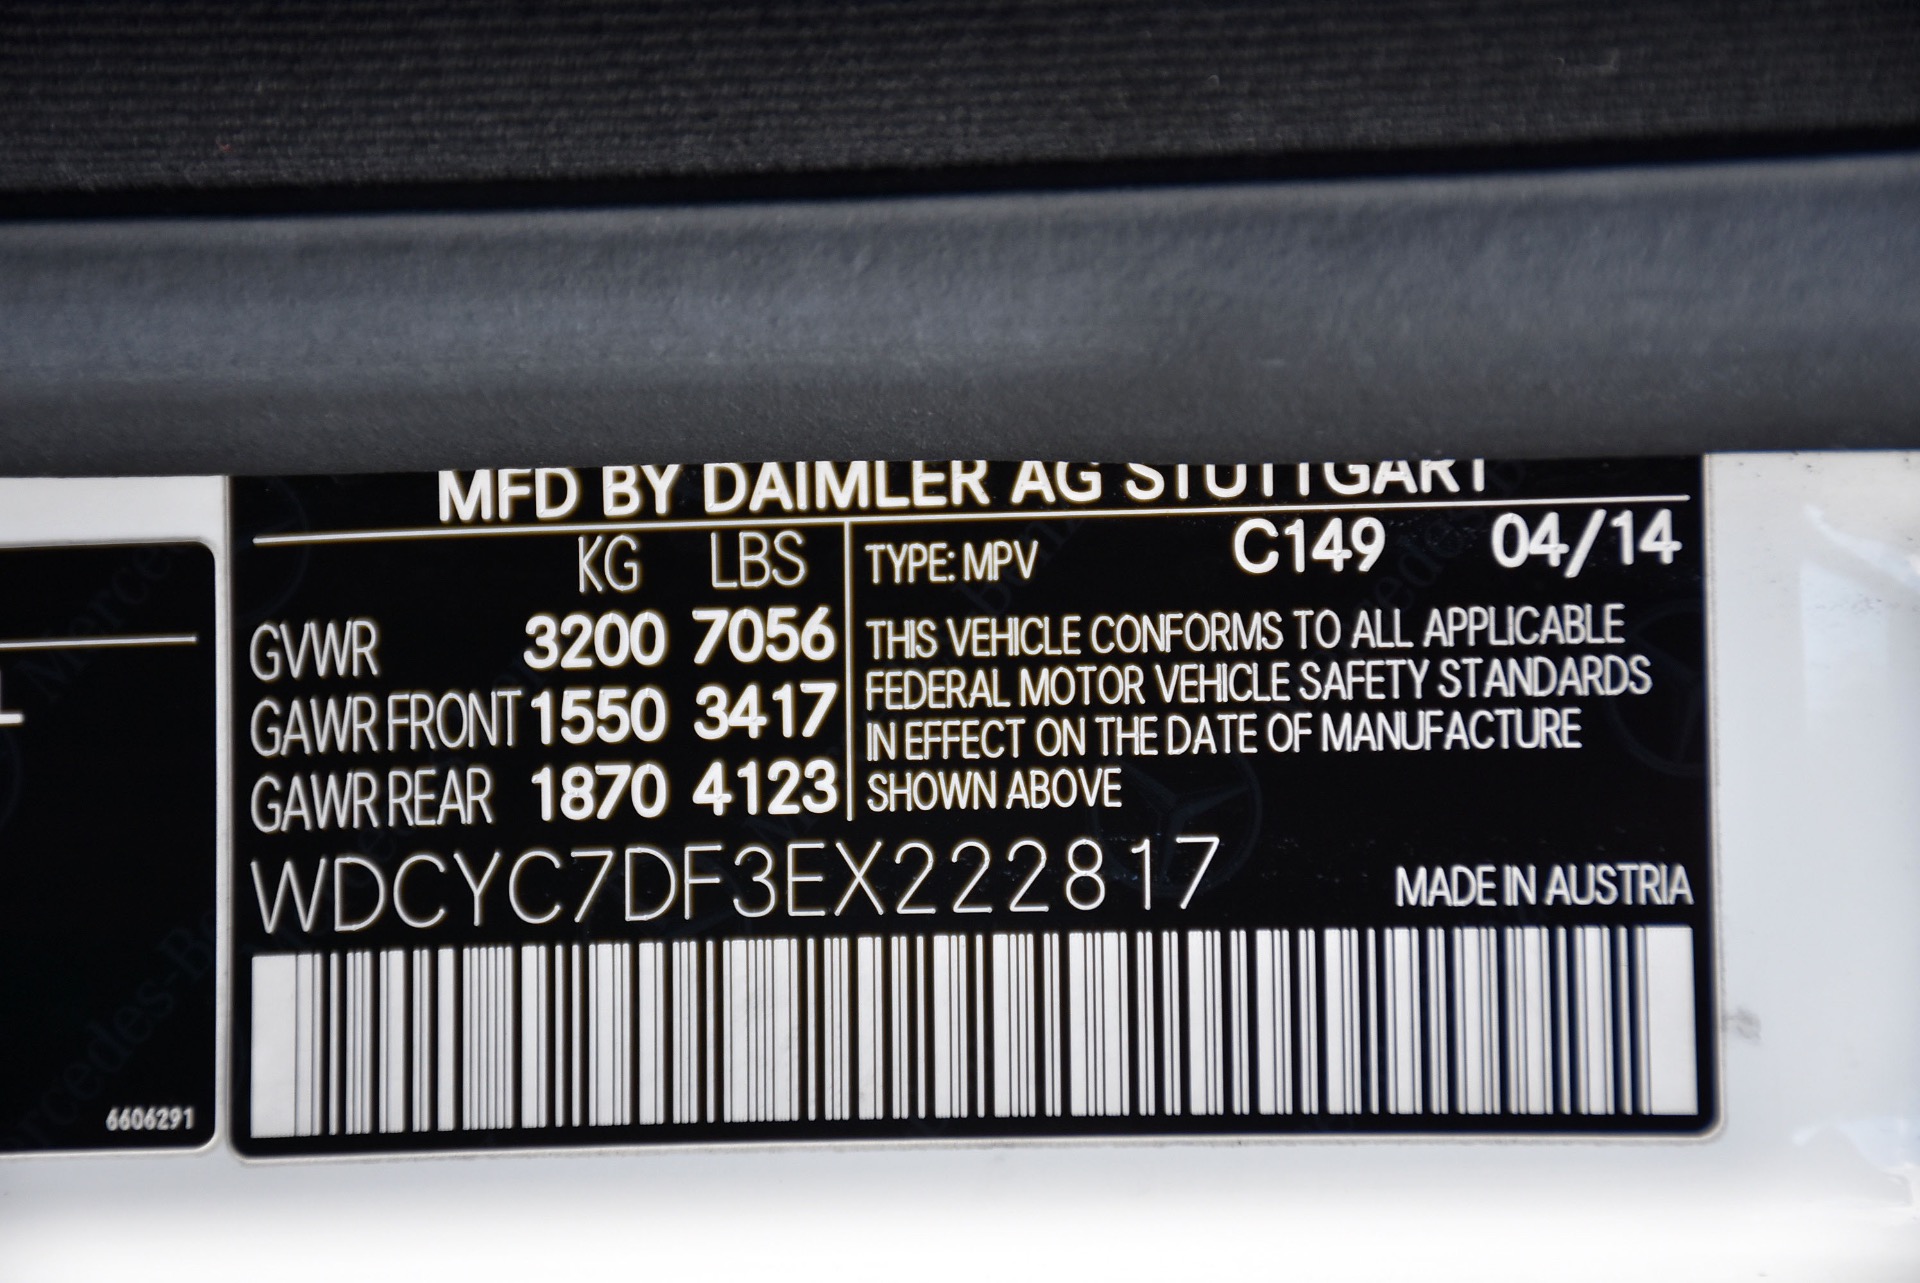 MFD BY DAIMLER AG STUTTGART
KG LBS
GVWR 3200 7056
GAWR FRONT 1550 3417
GAWR REAR 1870 4123
TYPE: MPV C149 04/14
THIS VEHICLE CONFORMS TO ALL APPLICABLE
FEDERAL MOTOR VEHICLE SAFETY STANDARDS
IN EFFECT ON THE DATE OF MANUFACTURE
SHOWN ABOVE
WDCYC7DF3EX222817
MADE IN AUSTRIA
6606291